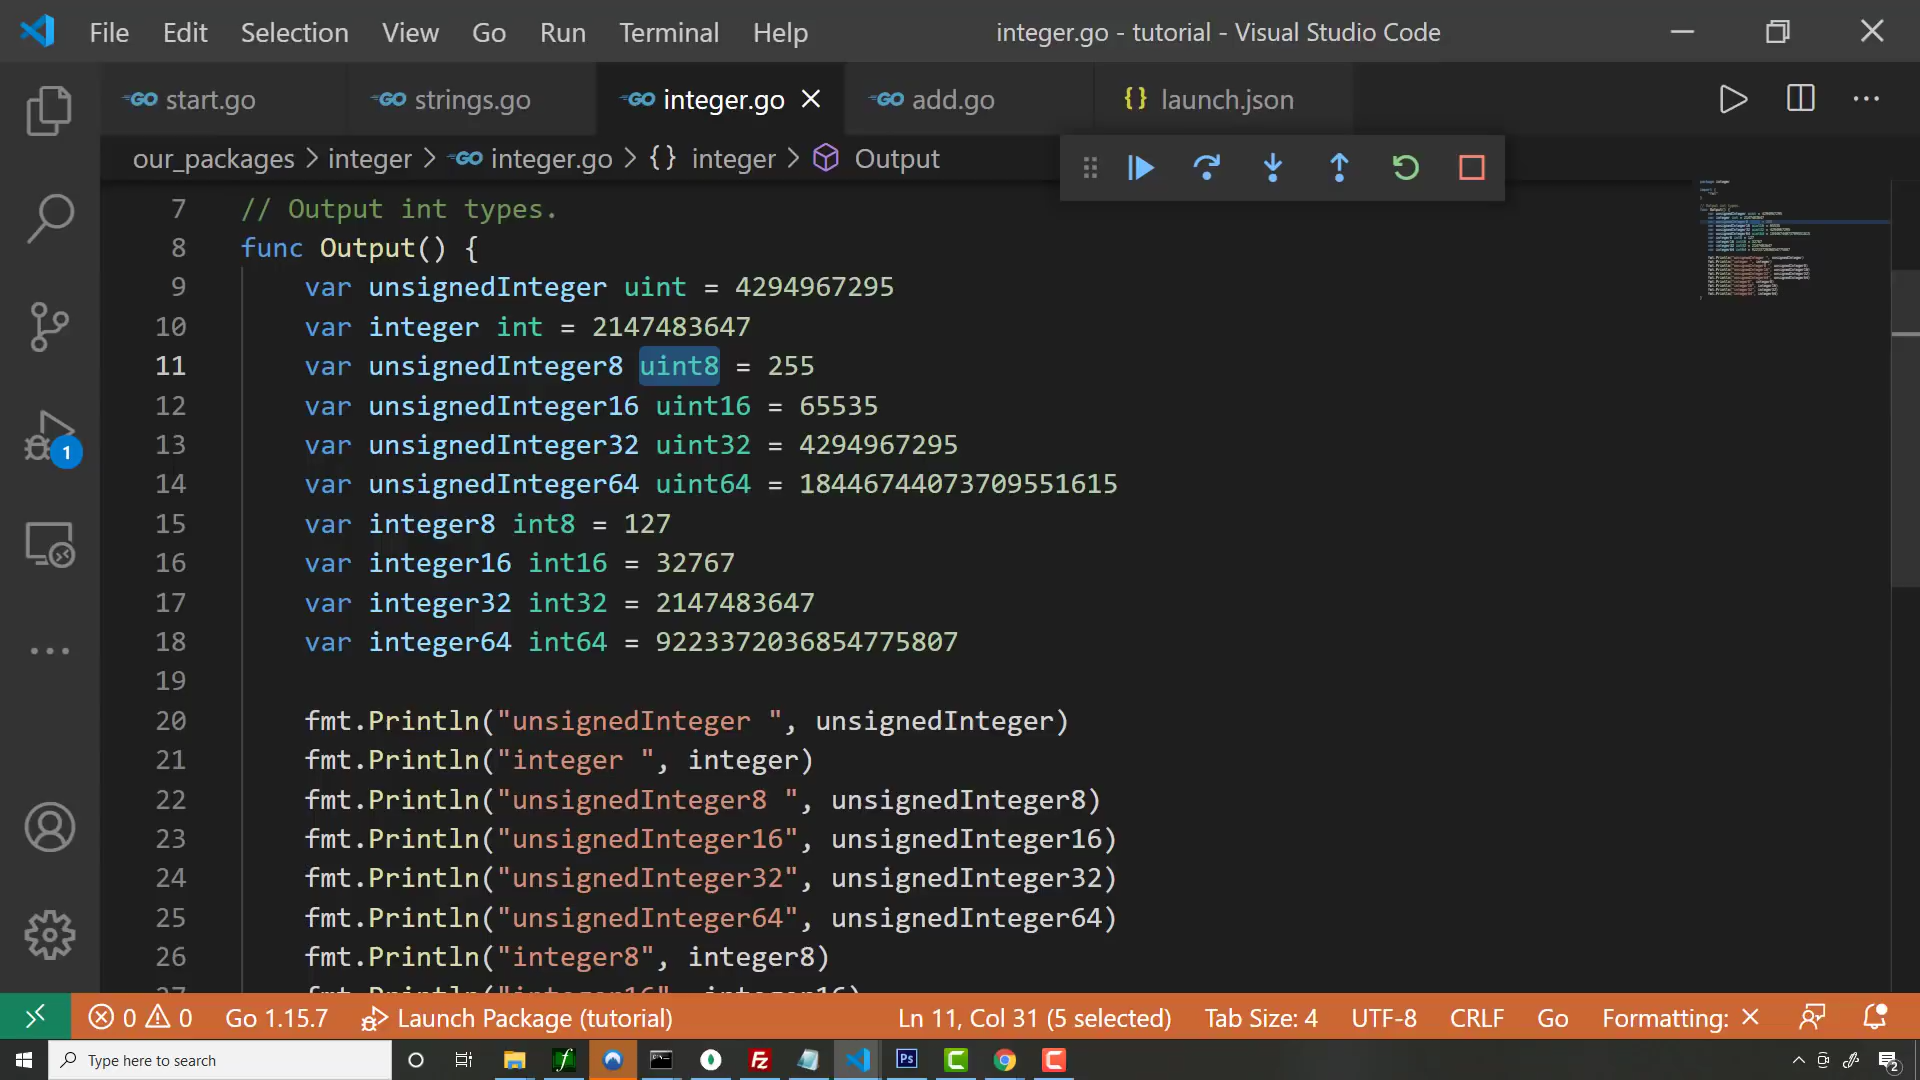 File Edit Selection View Go Run Terminal Help integer.go - tutorial - Visual Studio Code
start.go strings.go integer.go add.go {} launch.json
our_packages > integer > integer.go > {} integer > Output
7 // Output int types.
8 func Output() {
9 var unsignedInteger uint = 4294967295
10 var integer int = 2147483647
11 var unsignedInteger8 uint8 = 255
12 var unsignedInteger16 uint16 = 65535
13 var unsignedInteger32 uint32 = 4294967295
14 var unsignedInteger64 uint64 = 18446744073709551615
15 var integer8 int8 = 127
16 var integer16 int16 = 32767
17 var integer32 int32 = 2147483647
18 var integer64 int64 = 9223372036854775807
19
20 fmt.Println("unsignedInteger ", unsignedInteger)
21 fmt.Println("integer ", integer)
22 fmt.Println("unsignedInteger8 ", unsignedInteger8)
23 fmt.Println("unsignedInteger16", unsignedInteger16)
24 fmt.Println("unsignedInteger32", unsignedInteger32)
25 fmt.Println("unsignedInteger64", unsignedInteger64)
26 fmt.Println("integer8", integer8)
27 fmt.Println("integer16", integer16)
1
0 0 Go 1.15.7 Launch Package (tutorial) Ln 11, Col 31 (5 selected) Tab Size: 4 UTF-8 CRLF Go Formatting: ×
Type here to search